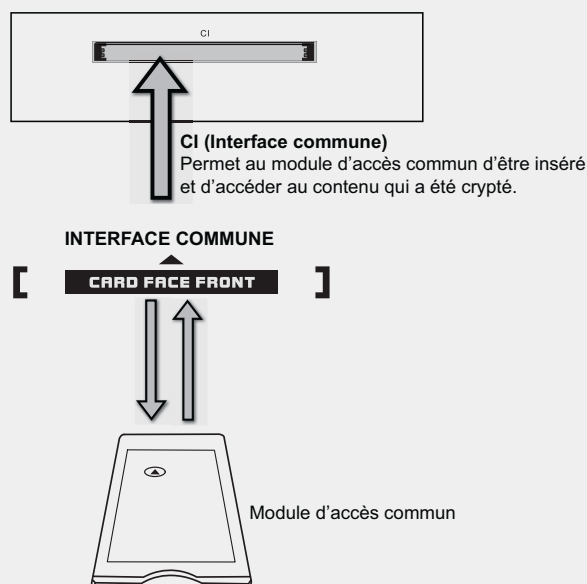 CI
CI (Interface commune)
Permet au module d’accès commun d’être inséré
et d’accéder au contenu qui a été crypté.
INTERFACE COMMUNE
CARD FACE FRONT
Module d’accès commun